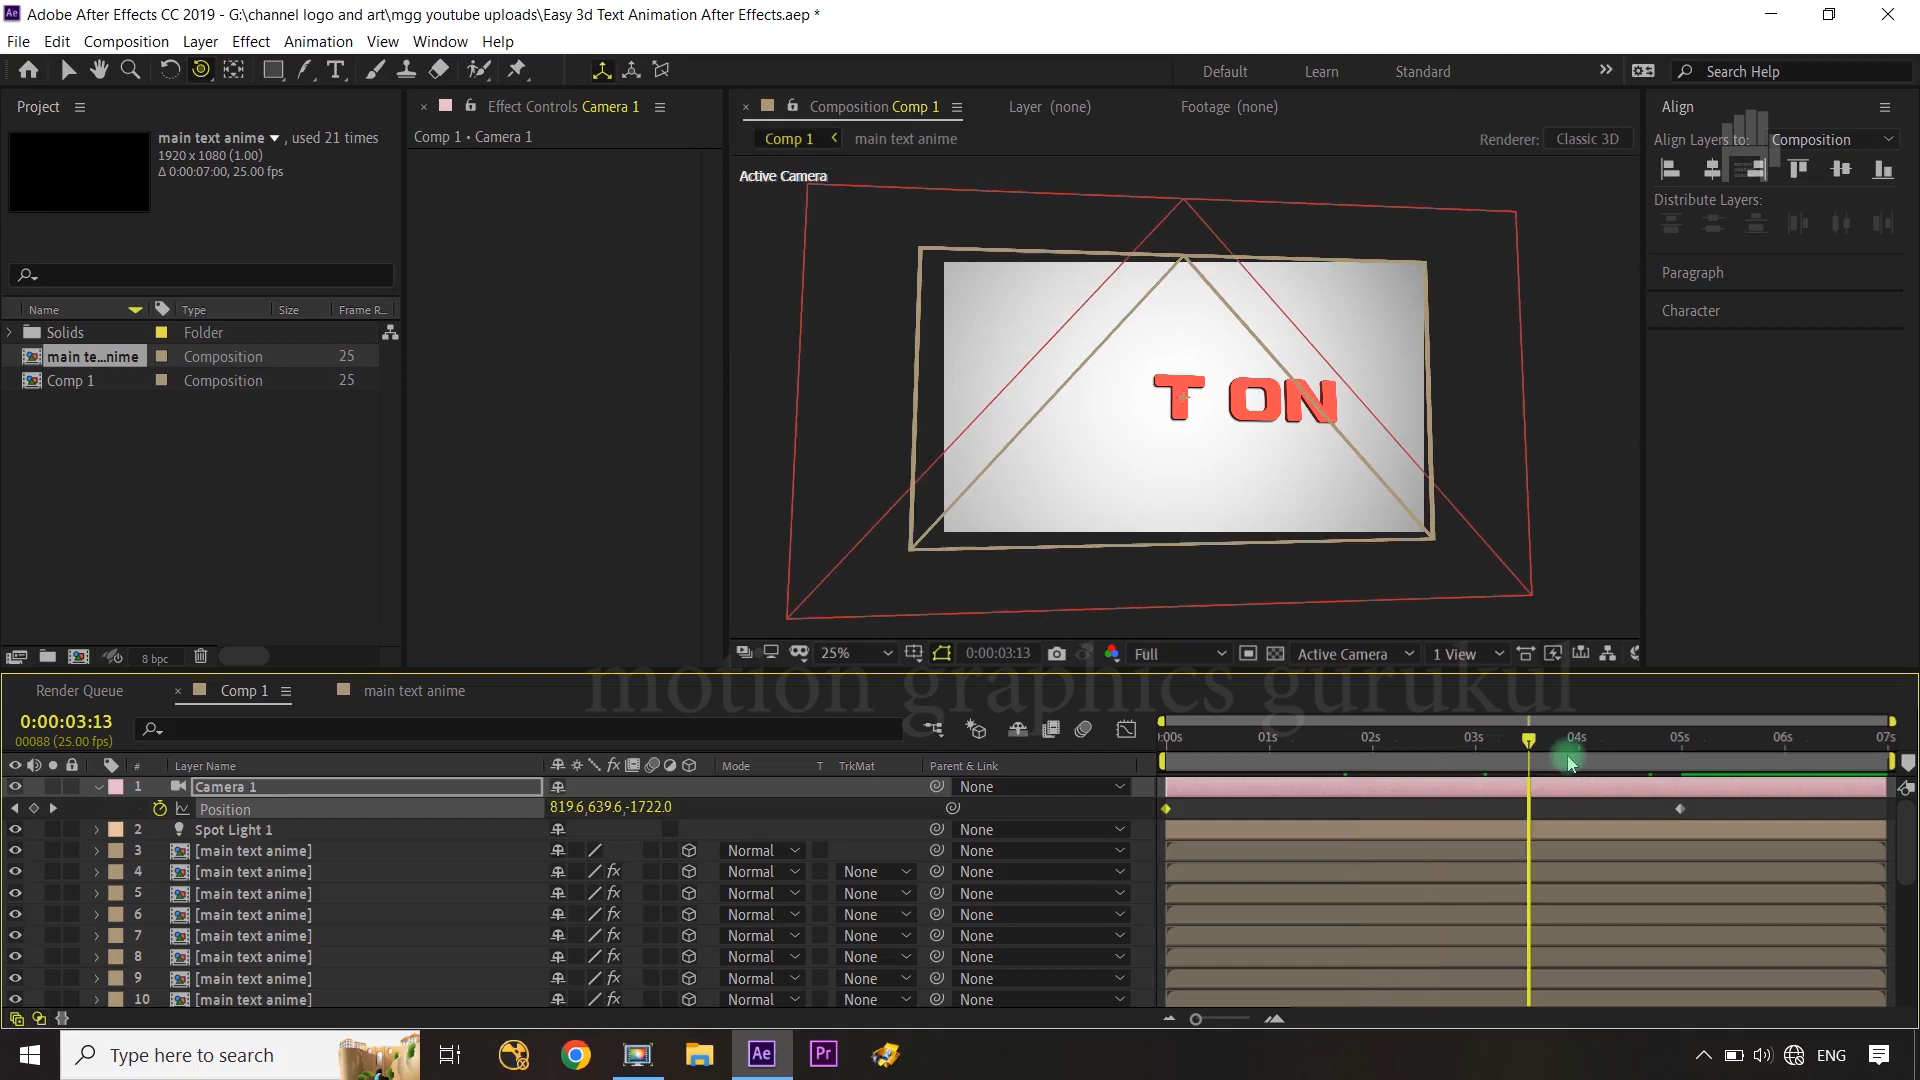 Adobe After Effects CC 2019 - G:\channel logo and art\mgg youtube uploads\Easy 3d Text Animation After Effects.aep *
File Edit Composition Layer Effect Animation View Window Help
Default Learn Standard Search Help
Project
Effect Controls Camera 1
Composition Comp 1
Layer (none)
Footage (none)
Align
main text anime , used 21 times
1920 x 1080 (1.00)
Δ 0:00:07:00, 25.00 fps
Comp 1 • Camera 1
Comp 1 main text anime
Renderer: Classic 3D
Align Layers to: Composition
Active Camera
Distribute Layers:
Paragraph
Character
T ON
Name Type Size Frame R...
Solids Folder
main te...nime Composition 25
Comp 1 Composition 25
8 bpc
25% 0:00:03:13 Full Active Camera 1 View
motion graphics gurukul
Render Queue Comp 1 main text anime
0:00:03:13
00088 (25.00 fps)
:00s 01s 02s 03s 04s 05s 06s 07s
# Layer Name Mode T TrkMat Parent & Link
1 Camera 1 None
Position 819.6,639.6,-1722.0
2 Spot Light 1 None
3 [main text anime] Normal None
4 [main text anime] Normal None None
5 [main text anime] Normal None None
6 [main text anime] Normal None None
7 [main text anime] Normal None None
8 [main text anime] Normal None None
9 [main text anime] Normal None None
10 [main text anime] Normal None None
Type here to search
Ae
Pr
ENG